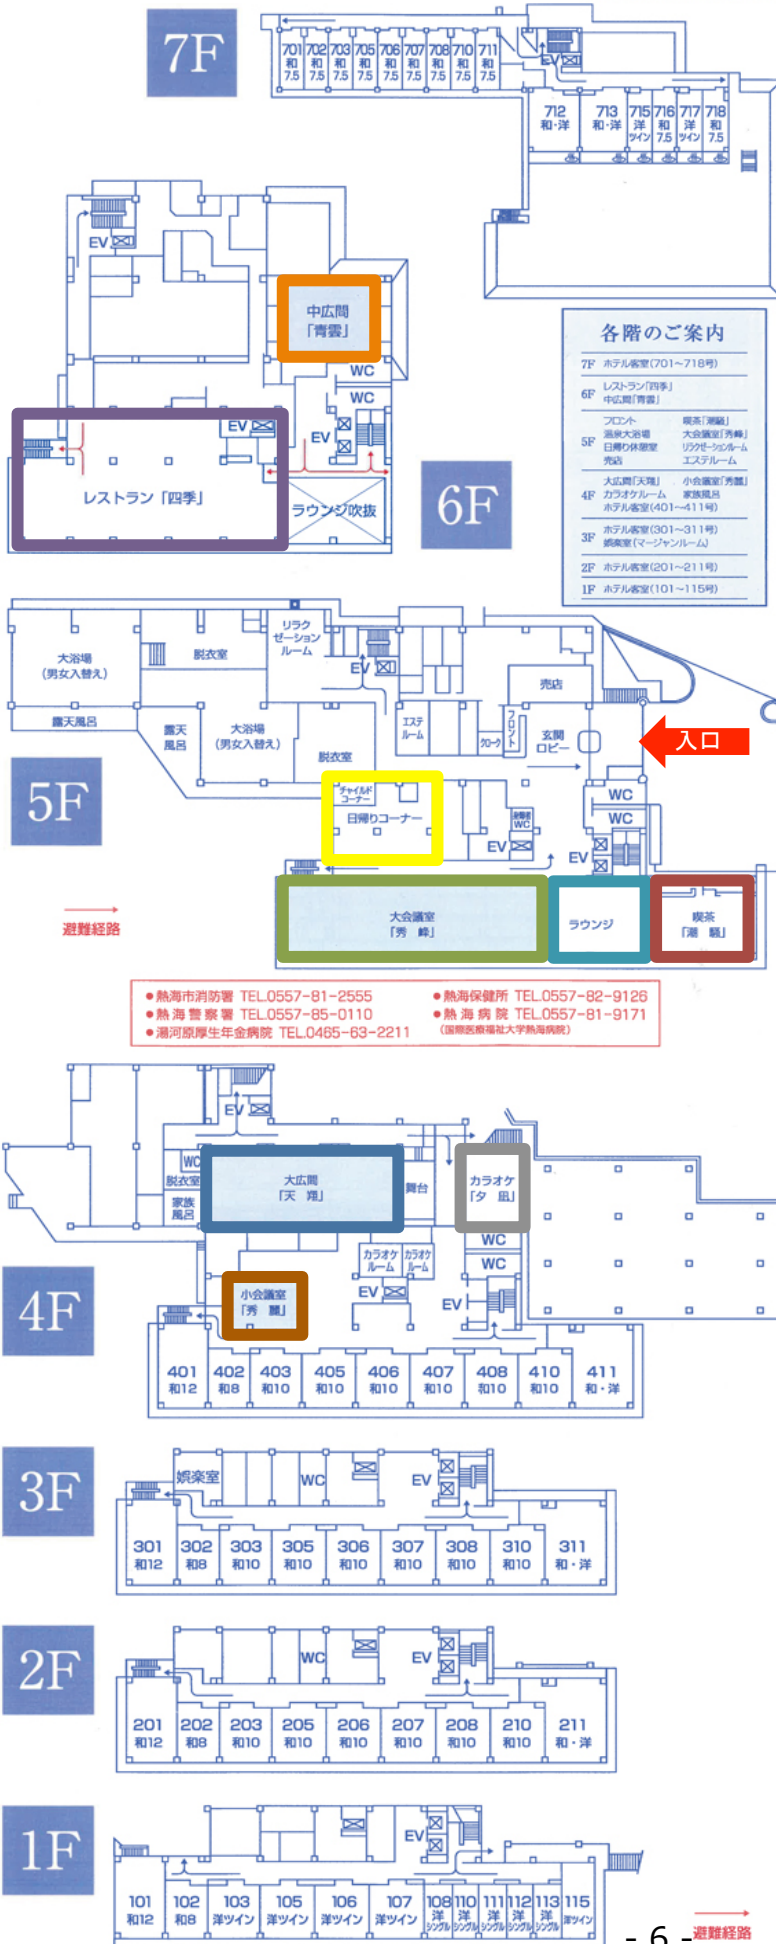 7F
701 702 703 705 706 707 708 710 711
和 和 和 和 和 和 和 和 和
7.5 7.5 7.5 7.5 7.5 7.5 7.5 7.5 7.5
EV
712 713 715 716 717 718
和・洋 和・洋 洋 和 洋 和
ツイン 7.5 ツイン 7.5
EV
中広間
「青雲」
WC
WC
EV
EV
レストラン「四季」
ラウンジ吹抜
6F
各階のご案内
7F ホテル客室(701〜718号)
6F レストラン「四季」
中広間「青雲」
5F フロント 喫茶「潮騒」
温泉大浴場 大会議室「秀峰」
日帰り休憩室 リラクゼーションルーム
売店 エステルーム
4F 大広間「天翔」 小会議室「秀麗」
カラオケルーム 家族風呂
ホテル客室(401〜411号)
3F ホテル客室(301〜311号)
娯楽室(マージャンルーム)
2F ホテル客室(201〜211号)
1F ホテル客室(101〜115号)
大浴場
(男女入替え)
脱衣室
リラク
ゼーション
ルーム
EV
売店
露天風呂
露天
風呂
大浴場
(男女入替え)
脱衣室
エステ
ルーム
クローク
フロント
玄関
ロビー
入口
5F
チャイルド
コーナー
日帰りコーナー
WC
EV
WC
WC
EV
避難経路
大会議室
「秀 峰」
ラウンジ
喫茶
「潮 騒」
●熱海市消防署 TEL.0557-81-2555
●熱海保健所 TEL.0557-82-9126
●熱海警察署 TEL.0557-85-0110
●熱海病院 TEL.0557-81-9171
●湯河原厚生年金病院 TEL.0465-63-2211
(国際医療福祉大学熱海病院)
EV
WC
脱衣室
家族
風呂
大広間
「天 翔」
舞台
カラオケ
「夕 凪」
WC
WC
カラオケ
ルーム
カラオケ
ルーム
EV
EV
4F
小会議室
「秀 麗」
401 402 403 405 406 407 408 410 411
和12 和8 和10 和10 和10 和10 和10 和10 和・洋
3F
娯楽室
WC
EV
301 302 303 305 306 307 308 310 311
和12 和8 和10 和10 和10 和10 和10 和10 和・洋
2F
WC
EV
201 202 203 205 206 207 208 210 211
和12 和8 和10 和10 和10 和10 和10 和10 和・洋
1F
EV
101 102 103 105 106 107 108 110 111 112 113 115
和12 和8 洋ツイン 洋ツイン 洋ツイン 洋ツイン 洋 洋 洋 洋 洋 洋ツイン
シングル シングル シングル シングル シングル
- 6 -
避難経路